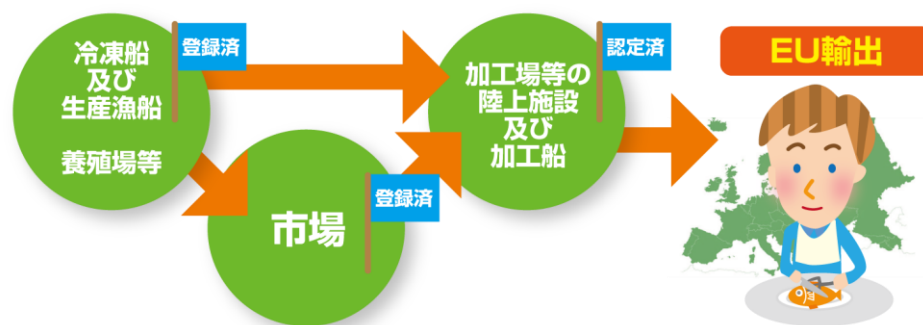 冷凍船
及び
生産漁船
養殖場等
登録済
市場
登録済
加工場等の
陸上施設
及び
加工船
認定済
EU輸出